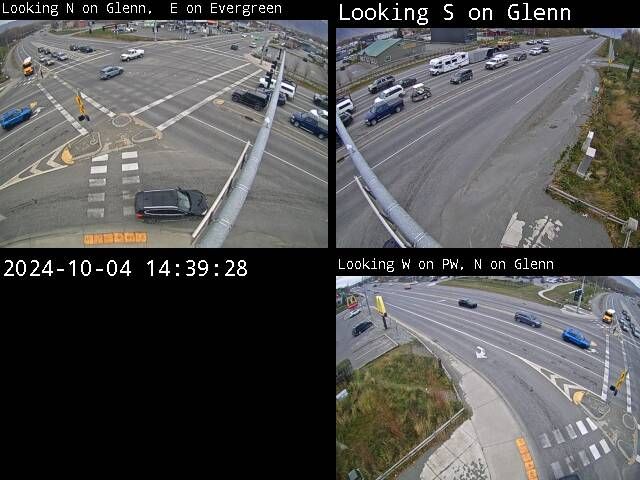 Looking N on Glenn,  E on Evergreen
Looking S on Glenn
2024-10-04 14:39:28
Looking W on PW, N on Glenn